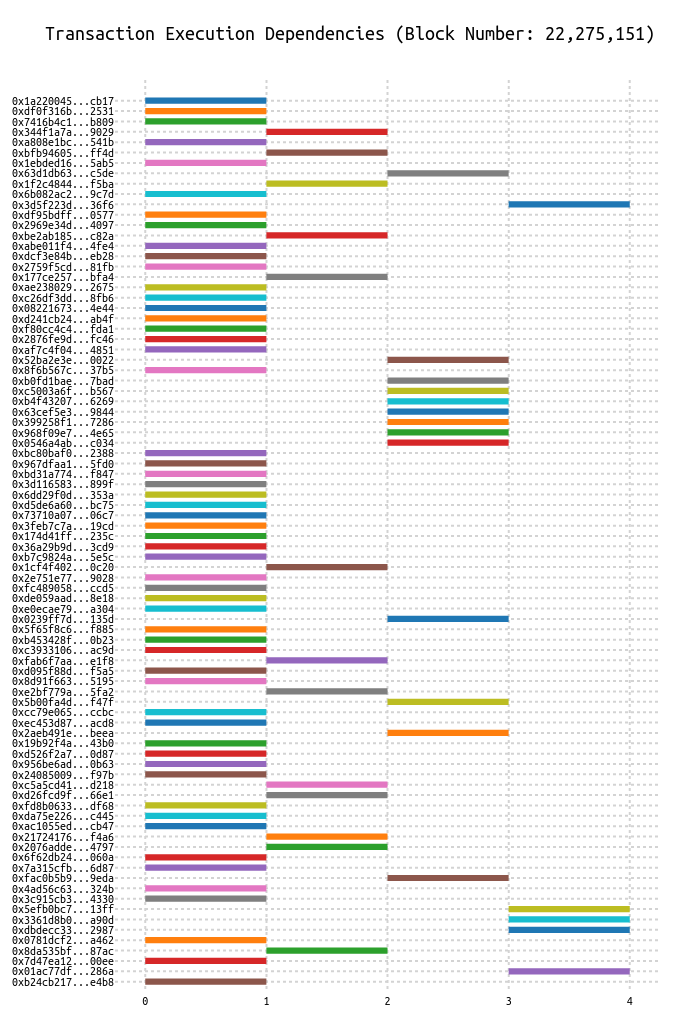 Transaction Execution Dependencies (Block Number: 22,275,151)
0x1a220045...cb17
0xdf0f316b...2531
0x7416b4c1...b809
0x344f1a7a...9029
0xa808e1bc...541b
0xbfb94605...ff4d
0x1ebded16...5ab5
0x63d1db63...c5de
0x1f2c4844...f5ba
0x6b082ac2...9c7d
0x3d5f223d...36f6
0xdf95bdff...0577
0x2969e34d...4097
0xbe2ab185...c82a
0xabe011f4...4fe4
0xdcf3e84b...eb28
0x2759f5cd...81fb
0x177ce257...bfa4
0xae238029...2675
0xc26df3dd...8fb6
0x08221673...4e44
0xd241cb24...ab4f
0xf80cc4c4...fda1
0x2876fe9d...fc46
0xaf7c4f04...4851
0x52ba2e3e...0022
0x8f6b567c...37b5
0xb0fd1bae...7bad
0xc5003a6f...b567
0xb4f43207...6269
0x63cef5e3...9844
0x399258f1...7286
0x968f09e7...4e65
0x0546a4ab...c034
0xbc80baf0...2388
0x967dfaa1...5fd0
0xbd31a774...f847
0x3d116583...899f
0x6dd29f0d...353a
0xd5de6a60...bc75
0x73710a07...06c7
0x3feb7c7a...19cd
0x174d41ff...235c
0x36a29b9d...3cd9
0xb7c9824a...5e5c
0x1cf4f402...0c20
0x2e751e77...9028
0xfc489058...ccd5
0xde059aad...8e18
0xe0ecae79...a304
0x0239ff7d...135d
0x5f65f8c6...f885
0xb453428f...0b23
0xc3933106...ac9d
0xfab6f7aa...e1f8
0xd095f88d...f5a5
0x8d91f663...5195
0xe2bf779a...5fa2
0x5b00fa4d...f47f
0xcc79e065...ccbc
0xec453d87...acd8
0x2aeb491e...beea
0x19b92f4a...43b0
0xd526f2a7...0d87
0x956be6ad...0b63
0x24085009...f97b
0xc5a5cd41...d218
0xd26fcd9f...66e1
0xfd8b0633...df68
0xda75e226...c445
0xac1055ed...cb47
0x21724176...f4a6
0x2076adde...4797
0x6f62db24...060a
0x7a315cfb...6d87
0xfac0b5b9...9eda
0x4ad56c63...324b
0x3c915cb3...4330
0x5efb0bc7...13ff
0x3361d8b0...a90d
0xdbdecc33...2987
0x0781dcf2...a462
0x8da535bf...87ac
0x7d47ea12...00ee
0x01ac77df...286a
0xb24cb217...e4b8
0 1 2 3 4